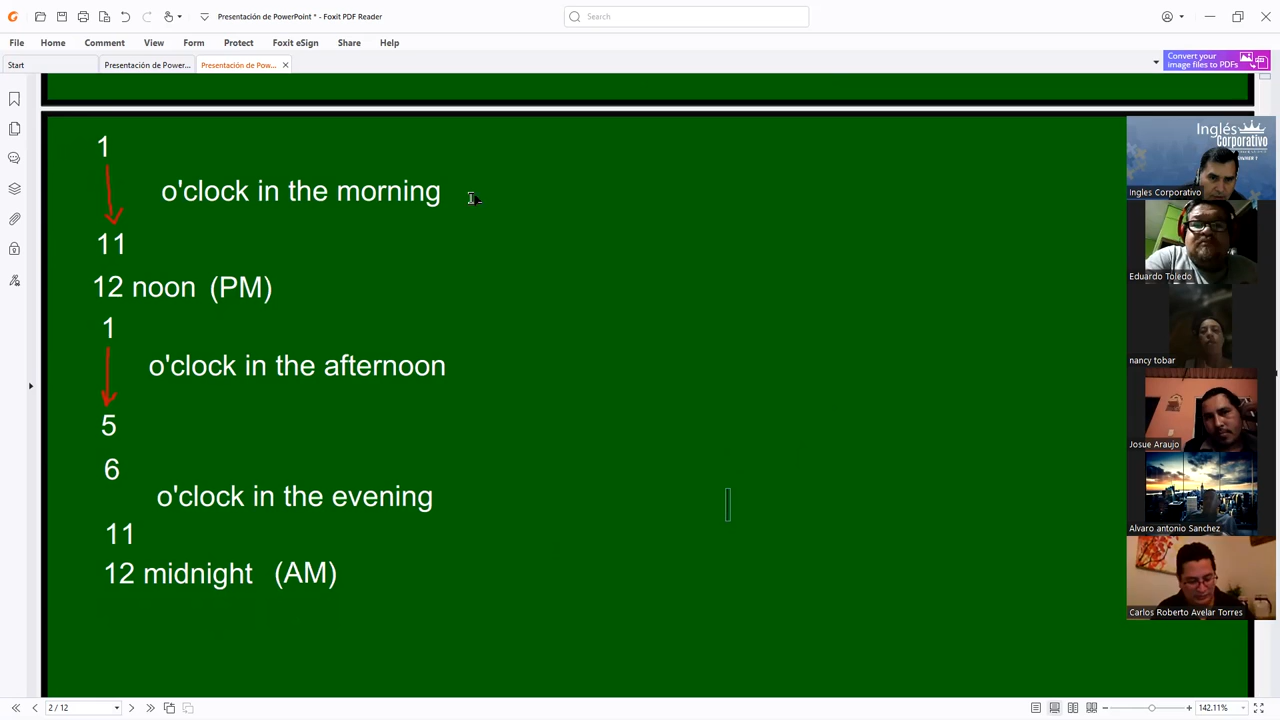 Presentación de PowerPoint * - Foxit PDF Reader
Search
File Home Comment View Form Protect Foxit eSign Share Help
Start
Presentación de Power...
Presentación de Pow...
Convert your
image files to PDFs
1
o'clock in the morning
11
12 noon (PM)
1
o'clock in the afternoon
5
6
o'clock in the evening
11
12 midnight (AM)
Inglés
Corporativo
Ingles Corporativo
Eduardo Toledo
nancy tobar
Josue Araujo
Alvaro antonio Sanchez
Carlos Roberto Avelar Torres
2 / 12
142.11%